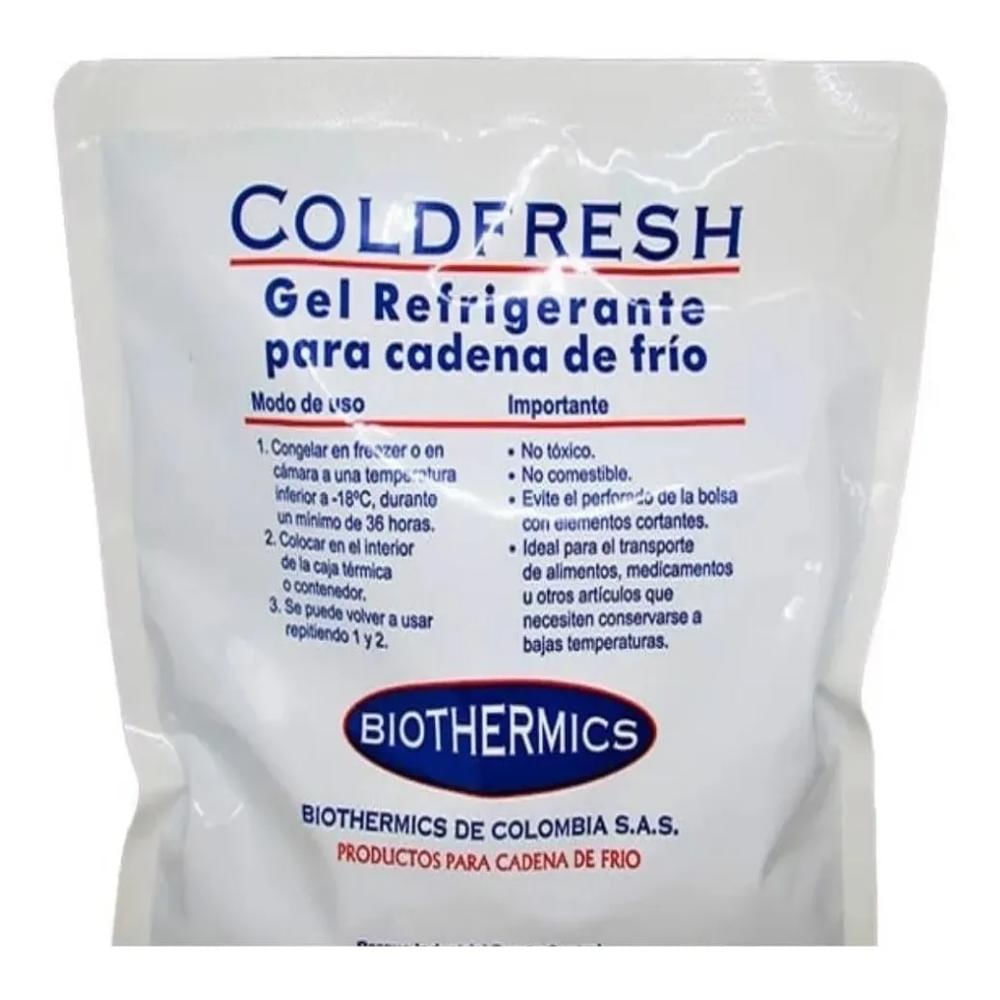 COLDFRESH
Gel Refrigerante
para cadena de frío
Modo de uso
1. Congelar en freezer o en
cámara a una temperatura
inferior a -18ºC, durante
un mínimo de 36 horas.
2. Colocar en el interior
de la caja térmica
o contenedor.
3. Se puede volver a usar
repitiendo 1 y 2.
Importante
• No tóxico.
• No comestible.
• Evite el perforado de la bolsa
con elementos cortantes.
• Ideal para el transporte
de alimentos, medicamentos
u otros artículos que
necesiten conservarse a
bajas temperaturas.
BIOTHERMICS
BIOTHERMICS DE COLOMBIA S.A.S.
PRODUCTOS PARA CADENA DE FRIO